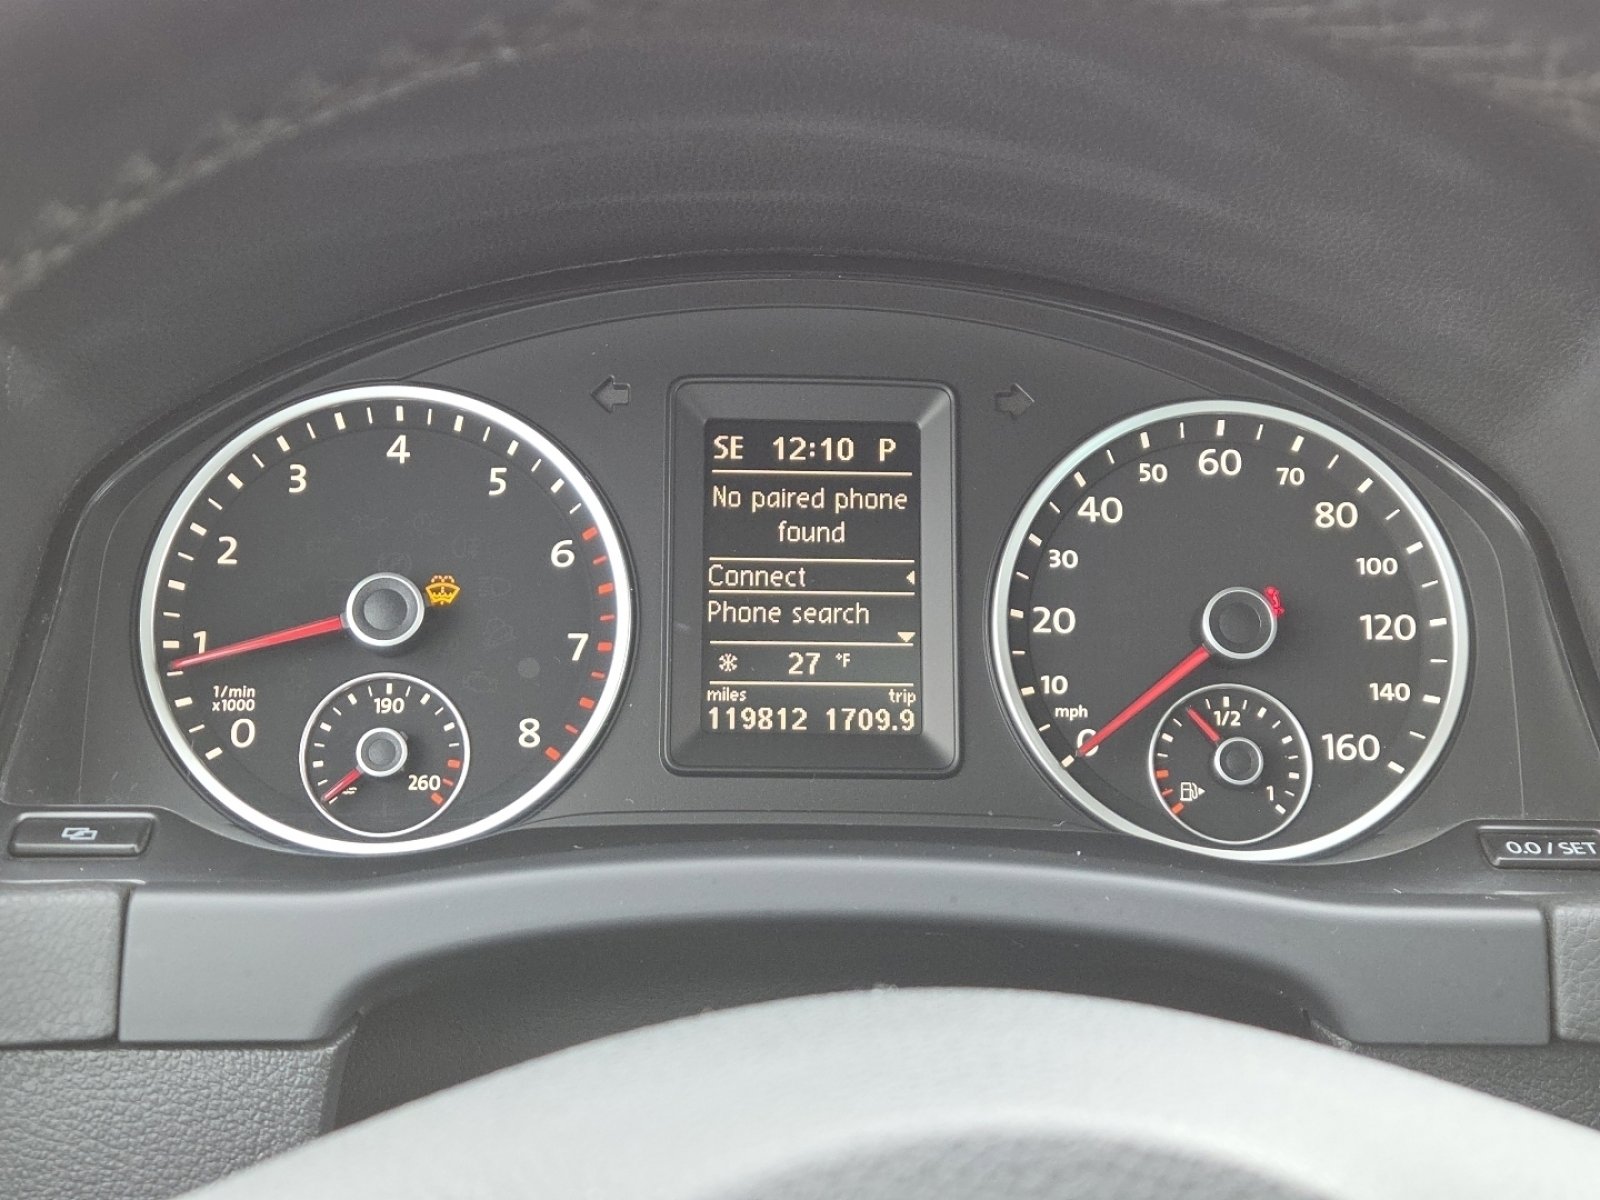 SE 12:10 P
No paired phone
found
Connect
Phone search
27 °F
miles trip
119812 1709.9
0 1 2 3 4 5 6 7 8
1/min
x1000
190
260
0 10 20 30 40 50 60 70 80 100 120 140 160
mph
1/2
1
0.0 / SET